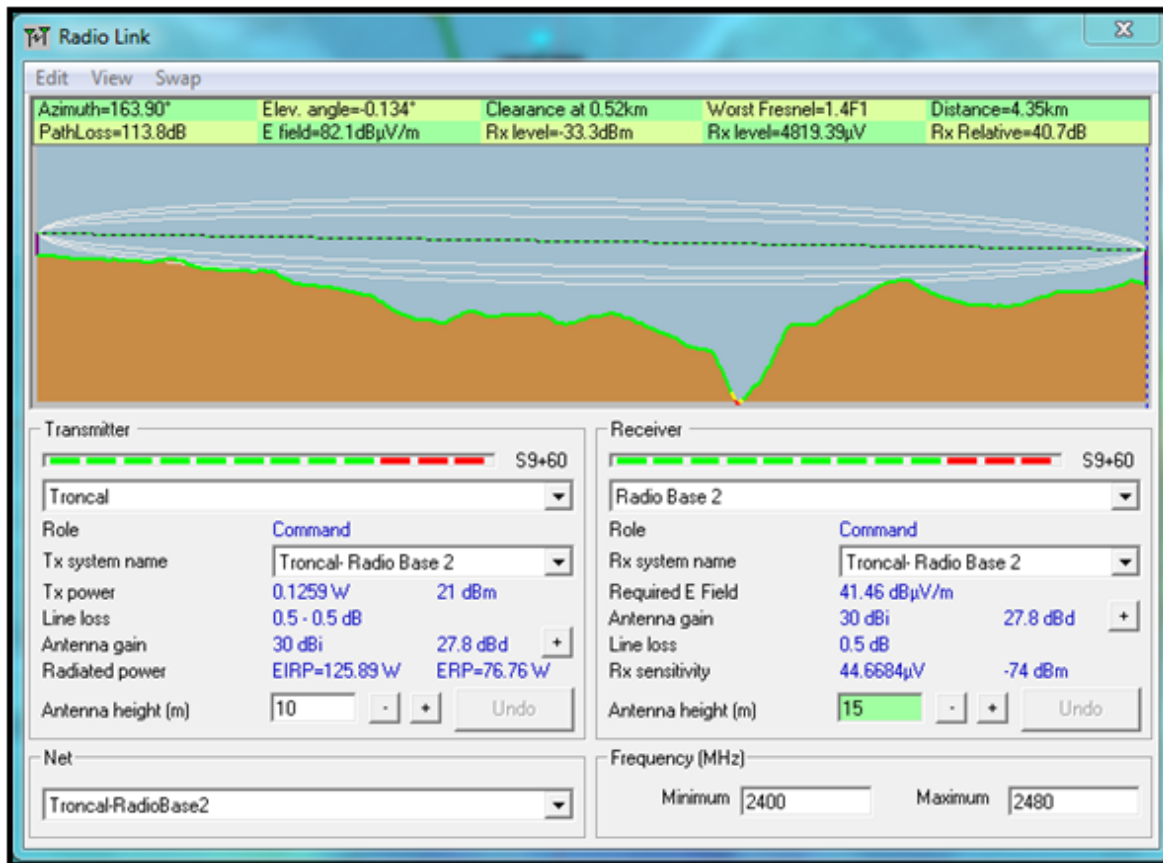 Radio Link
Edit View Swap
Azimuth=163.90° Elev. angle=-0.134° Clearance at 0.52km Worst Fresnel=1.4F1 Distance=4.35km
PathLoss=113.8dB E field=82.1dBµV/m Rx level=-33.3dBm Rx level=4819.39µV Rx Relative=40.7dB
Transmitter
S9+60
Troncal
Role Command
Tx system name Troncal- Radio Base 2
Tx power 0.1259 W 21 dBm
Line loss 0.5 - 0.5 dB
Antenna gain 30 dBi 27.8 dBd +
Radiated power EIRP=125.89 W ERP=76.76 W
Antenna height (m) 10 - + Undo
Receiver
S9+60
Radio Base 2
Role Command
Rx system name Troncal- Radio Base 2
Required E Field 41.46 dBµV/m
Antenna gain 30 dBi 27.8 dBd +
Line loss 0.5 dB
Rx sensitivity 44.6684µV -74 dBm
Antenna height (m) 15 - + Undo
Net
Troncal-RadioBase2
Frequency (MHz)
Minimum 2400 Maximum 2480